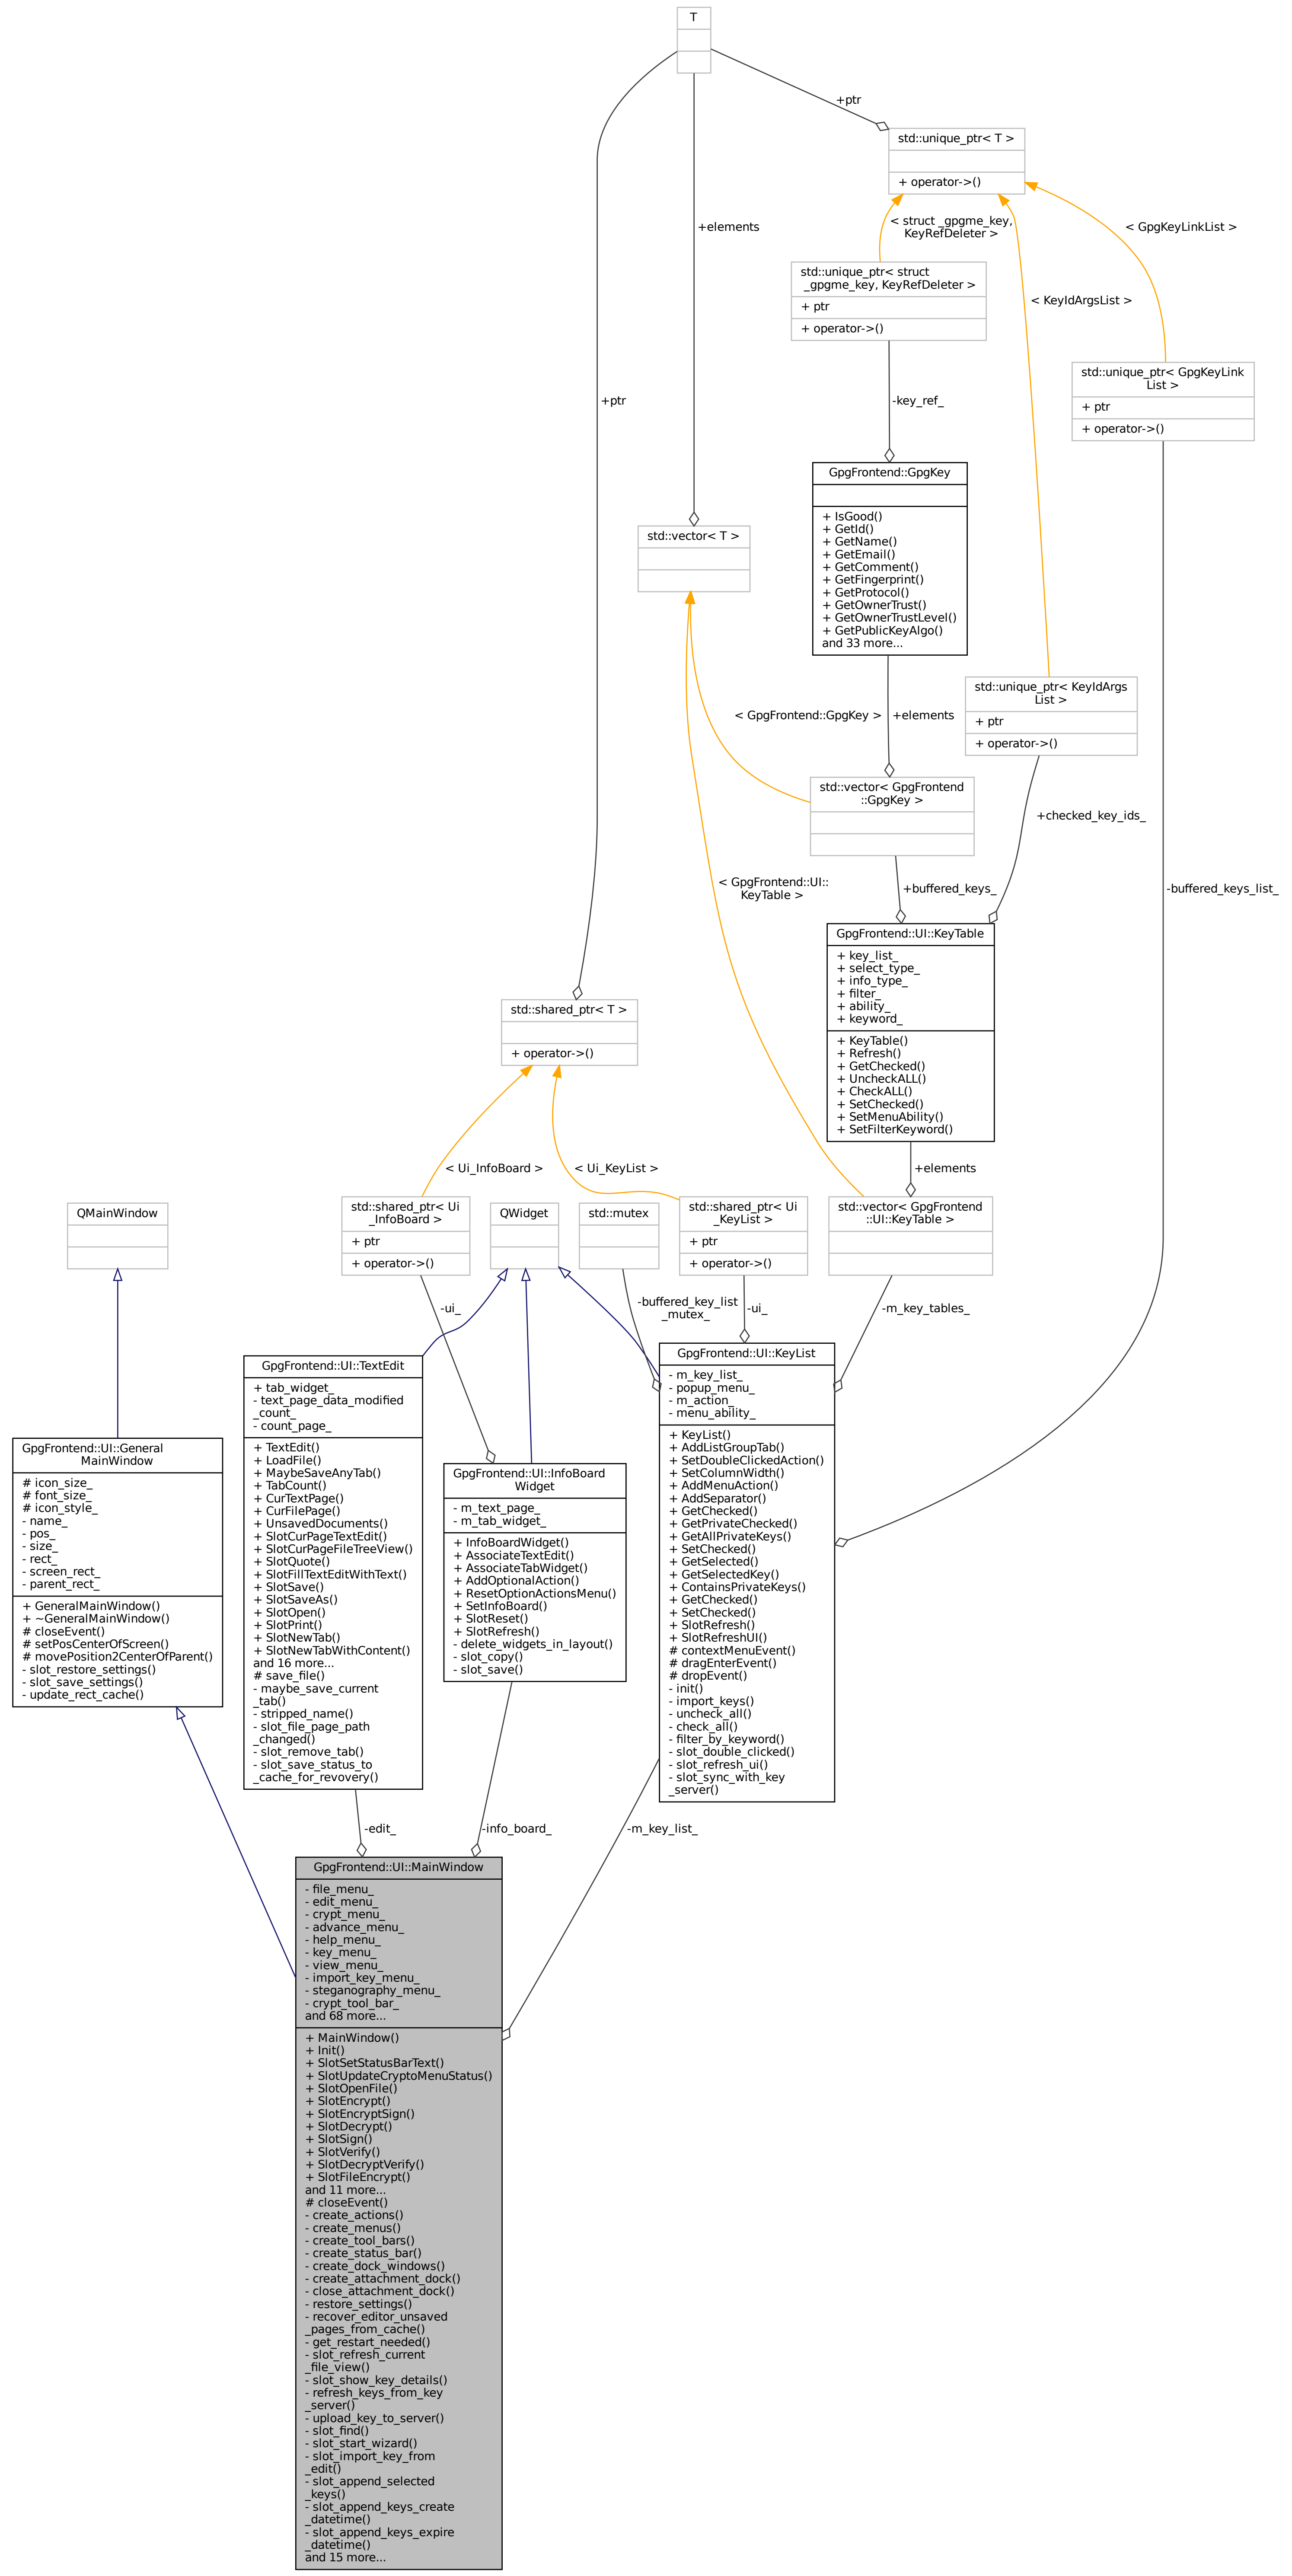 T
+ptr
std::unique_ptr< T >
+ operator->()
+elements
< struct _gpgme_key,
KeyRefDeleter >
< GpgKeyLinkList >
std::unique_ptr< struct
_gpgme_key, KeyRefDeleter >
+ ptr
+ operator->()
< KeyIdArgsList >
std::unique_ptr< GpgKeyLink
List >
+ ptr
+ operator->()
+ptr
-key_ref_
GpgFrontend::GpgKey
+ IsGood()
+ GetId()
+ GetName()
+ GetEmail()
+ GetComment()
+ GetFingerprint()
+ GetProtocol()
+ GetOwnerTrust()
+ GetOwnerTrustLevel()
+ GetPublicKeyAlgo()
and 33 more...
std::vector< T >
std::unique_ptr< KeyIdArgs
List >
+ ptr
+ operator->()
< GpgFrontend::GpgKey >
+elements
std::vector< GpgFrontend
::GpgKey >
+checked_key_ids_
< GpgFrontend::UI::
KeyTable >
+buffered_keys_
-buffered_keys_list_
GpgFrontend::UI::KeyTable
+ key_list_
+ select_type_
+ info_type_
+ filter_
+ ability_
+ keyword_
+ KeyTable()
+ Refresh()
+ GetChecked()
+ UncheckALL()
+ CheckALL()
+ SetChecked()
+ SetMenuAbility()
+ SetFilterKeyword()
std::shared_ptr< T >
+ operator->()
< Ui_InfoBoard >
< Ui_KeyList >
+elements
QMainWindow
std::shared_ptr< Ui
_InfoBoard >
+ ptr
+ operator->()
QWidget
std::mutex
std::shared_ptr< Ui
_KeyList >
+ ptr
+ operator->()
std::vector< GpgFrontend
::UI::KeyTable >
-ui_
-buffered_key_list
_mutex_
-ui_
-m_key_tables_
GpgFrontend::UI::General
MainWindow
# icon_size_
# font_size_
# icon_style_
- name_
- pos_
- size_
- rect_
- screen_rect_
- parent_rect_
+ GeneralMainWindow()
+ ~GeneralMainWindow()
# closeEvent()
# setPosCenterOfScreen()
# movePosition2CenterOfParent()
- slot_restore_settings()
- slot_save_settings()
- update_rect_cache()
GpgFrontend::UI::TextEdit
+ tab_widget_
- text_page_data_modified
_count_
- count_page_
+ TextEdit()
+ LoadFile()
+ MaybeSaveAnyTab()
+ TabCount()
+ CurTextPage()
+ CurFilePage()
+ UnsavedDocuments()
+ SlotCurPageTextEdit()
+ SlotCurPageFileTreeView()
+ SlotQuote()
+ SlotFillTextEditWithText()
+ SlotSave()
+ SlotSaveAs()
+ SlotOpen()
+ SlotPrint()
+ SlotNewTab()
+ SlotNewTabWithContent()
and 16 more...
# save_file()
- maybe_save_current
_tab()
- stripped_name()
- slot_file_page_path
_changed()
- slot_remove_tab()
- slot_save_status_to
_cache_for_revovery()
GpgFrontend::UI::InfoBoard
Widget
- m_text_page_
- m_tab_widget_
+ InfoBoardWidget()
+ AssociateTextEdit()
+ AssociateTabWidget()
+ AddOptionalAction()
+ ResetOptionActionsMenu()
+ SetInfoBoard()
+ SlotReset()
+ SlotRefresh()
- delete_widgets_in_layout()
- slot_copy()
- slot_save()
GpgFrontend::UI::KeyList
- m_key_list_
- popup_menu_
- m_action_
- menu_ability_
+ KeyList()
+ AddListGroupTab()
+ SetDoubleClickedAction()
+ SetColumnWidth()
+ AddMenuAction()
+ AddSeparator()
+ GetChecked()
+ GetPrivateChecked()
+ GetAllPrivateKeys()
+ SetChecked()
+ GetSelected()
+ GetSelectedKey()
+ ContainsPrivateKeys()
+ GetChecked()
+ SetChecked()
+ SlotRefresh()
+ SlotRefreshUI()
# contextMenuEvent()
# dragEnterEvent()
# dropEvent()
- init()
- import_keys()
- uncheck_all()
- check_all()
- filter_by_keyword()
- slot_double_clicked()
- slot_refresh_ui()
- slot_sync_with_key
_server()
-edit_
-info_board_
-m_key_list_
GpgFrontend::UI::MainWindow
- file_menu_
- edit_menu_
- crypt_menu_
- advance_menu_
- help_menu_
- key_menu_
- view_menu_
- import_key_menu_
- steganography_menu_
- crypt_tool_bar_
and 68 more...
+ MainWindow()
+ Init()
+ SlotSetStatusBarText()
+ SlotUpdateCryptoMenuStatus()
+ SlotOpenFile()
+ SlotEncrypt()
+ SlotEncryptSign()
+ SlotDecrypt()
+ SlotSign()
+ SlotVerify()
+ SlotDecryptVerify()
+ SlotFileEncrypt()
and 11 more...
# closeEvent()
- create_actions()
- create_menus()
- create_tool_bars()
- create_status_bar()
- create_dock_windows()
- create_attachment_dock()
- close_attachment_dock()
- restore_settings()
- recover_editor_unsaved
_pages_from_cache()
- get_restart_needed()
- slot_refresh_current
_file_view()
- slot_show_key_details()
- refresh_keys_from_key
_server()
- upload_key_to_server()
- slot_find()
- slot_start_wizard()
- slot_import_key_from
_edit()
- slot_append_selected
_keys()
- slot_append_keys_create
_datetime()
- slot_append_keys_expire
_datetime()
and 15 more...